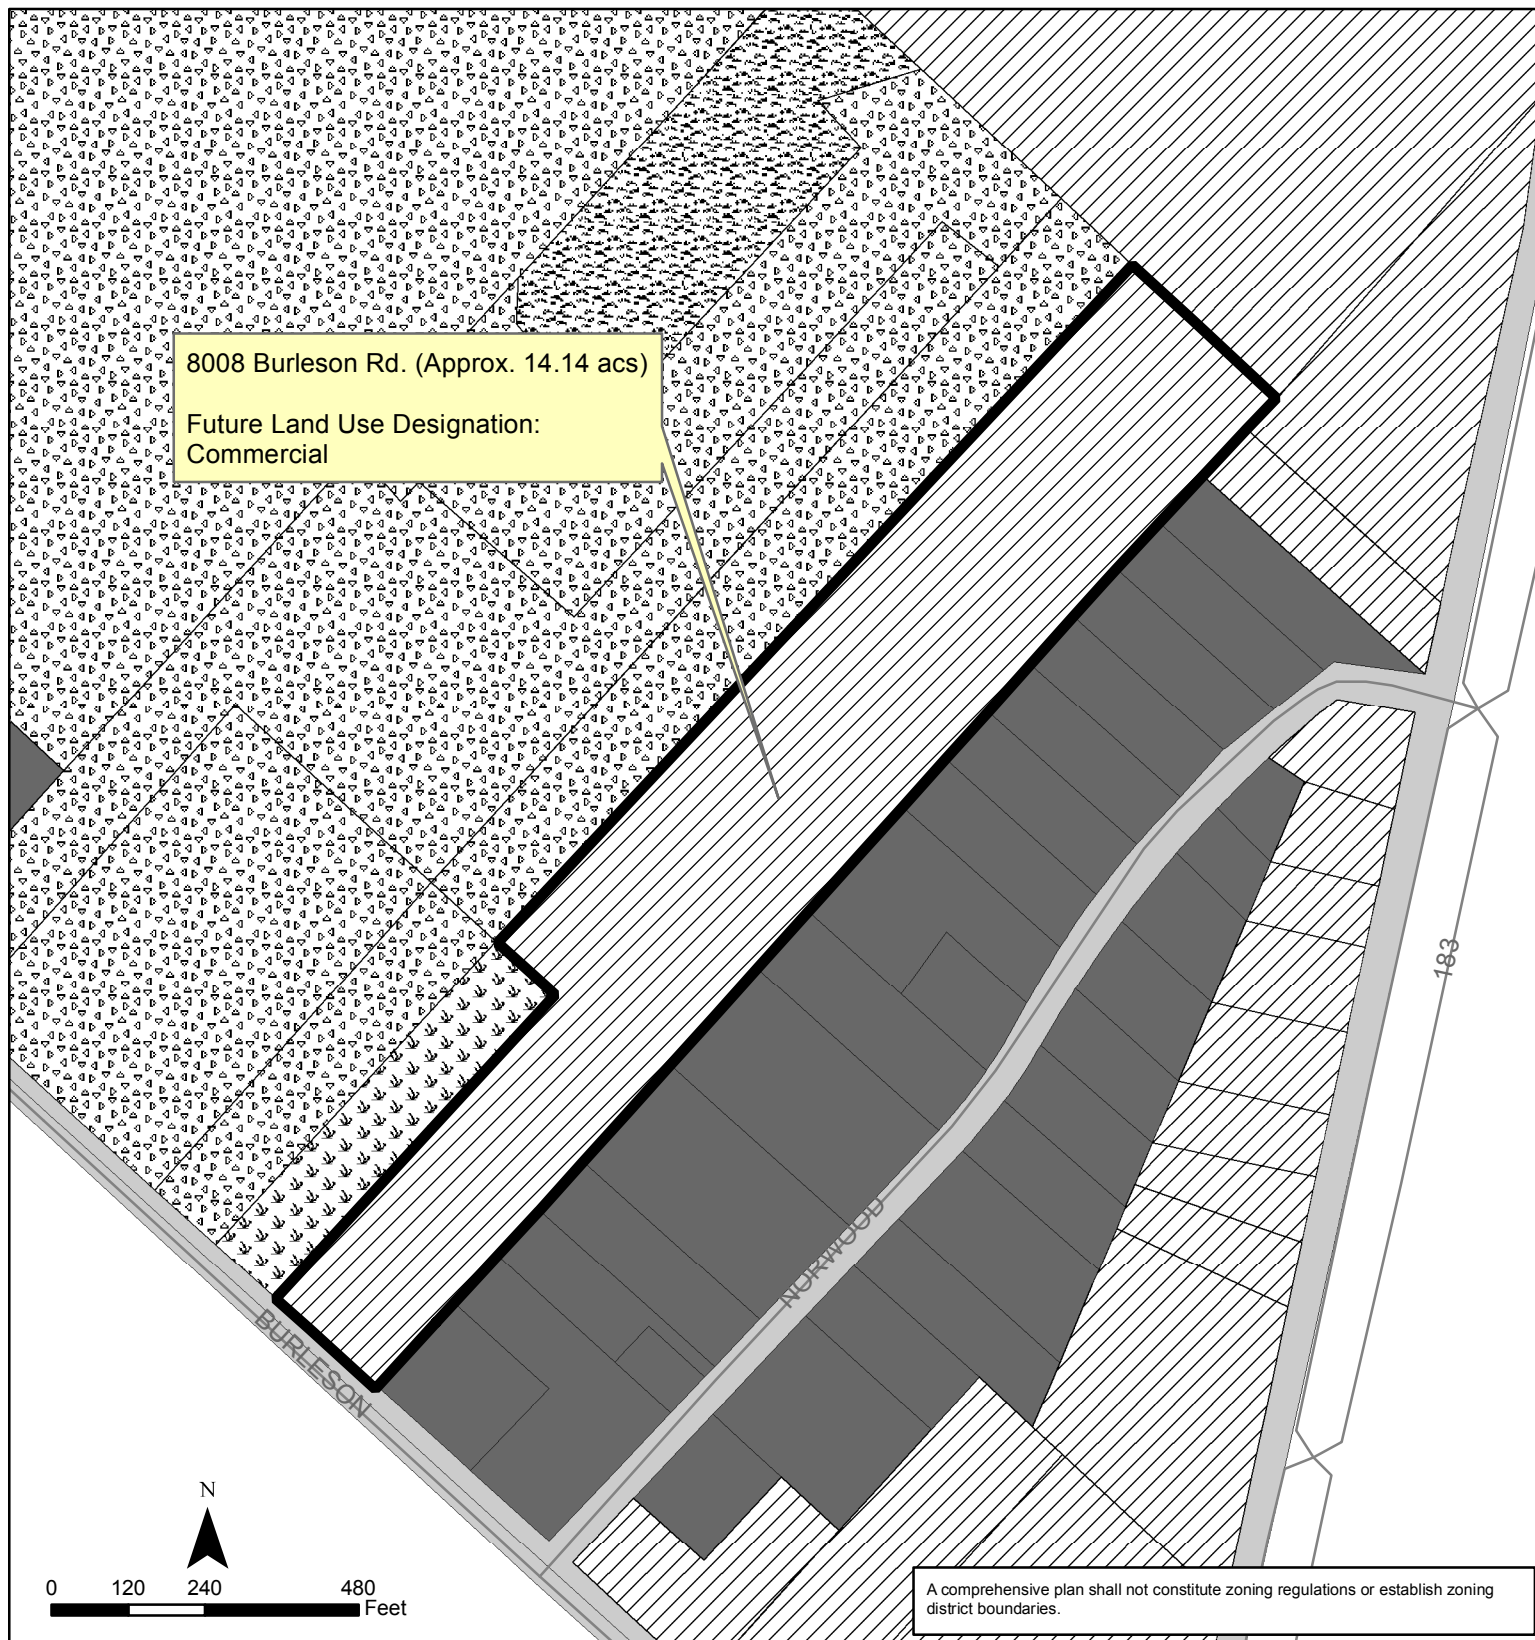 8008 Burleson Rd. (Approx. 14.14 acs)
Future Land Use Designation:
Commercial
183
NORWOOD
BURLESON
N
0 120 240 480
Feet
A comprehensive plan shall not constitute zoning regulations or establish zoning
district boundaries.